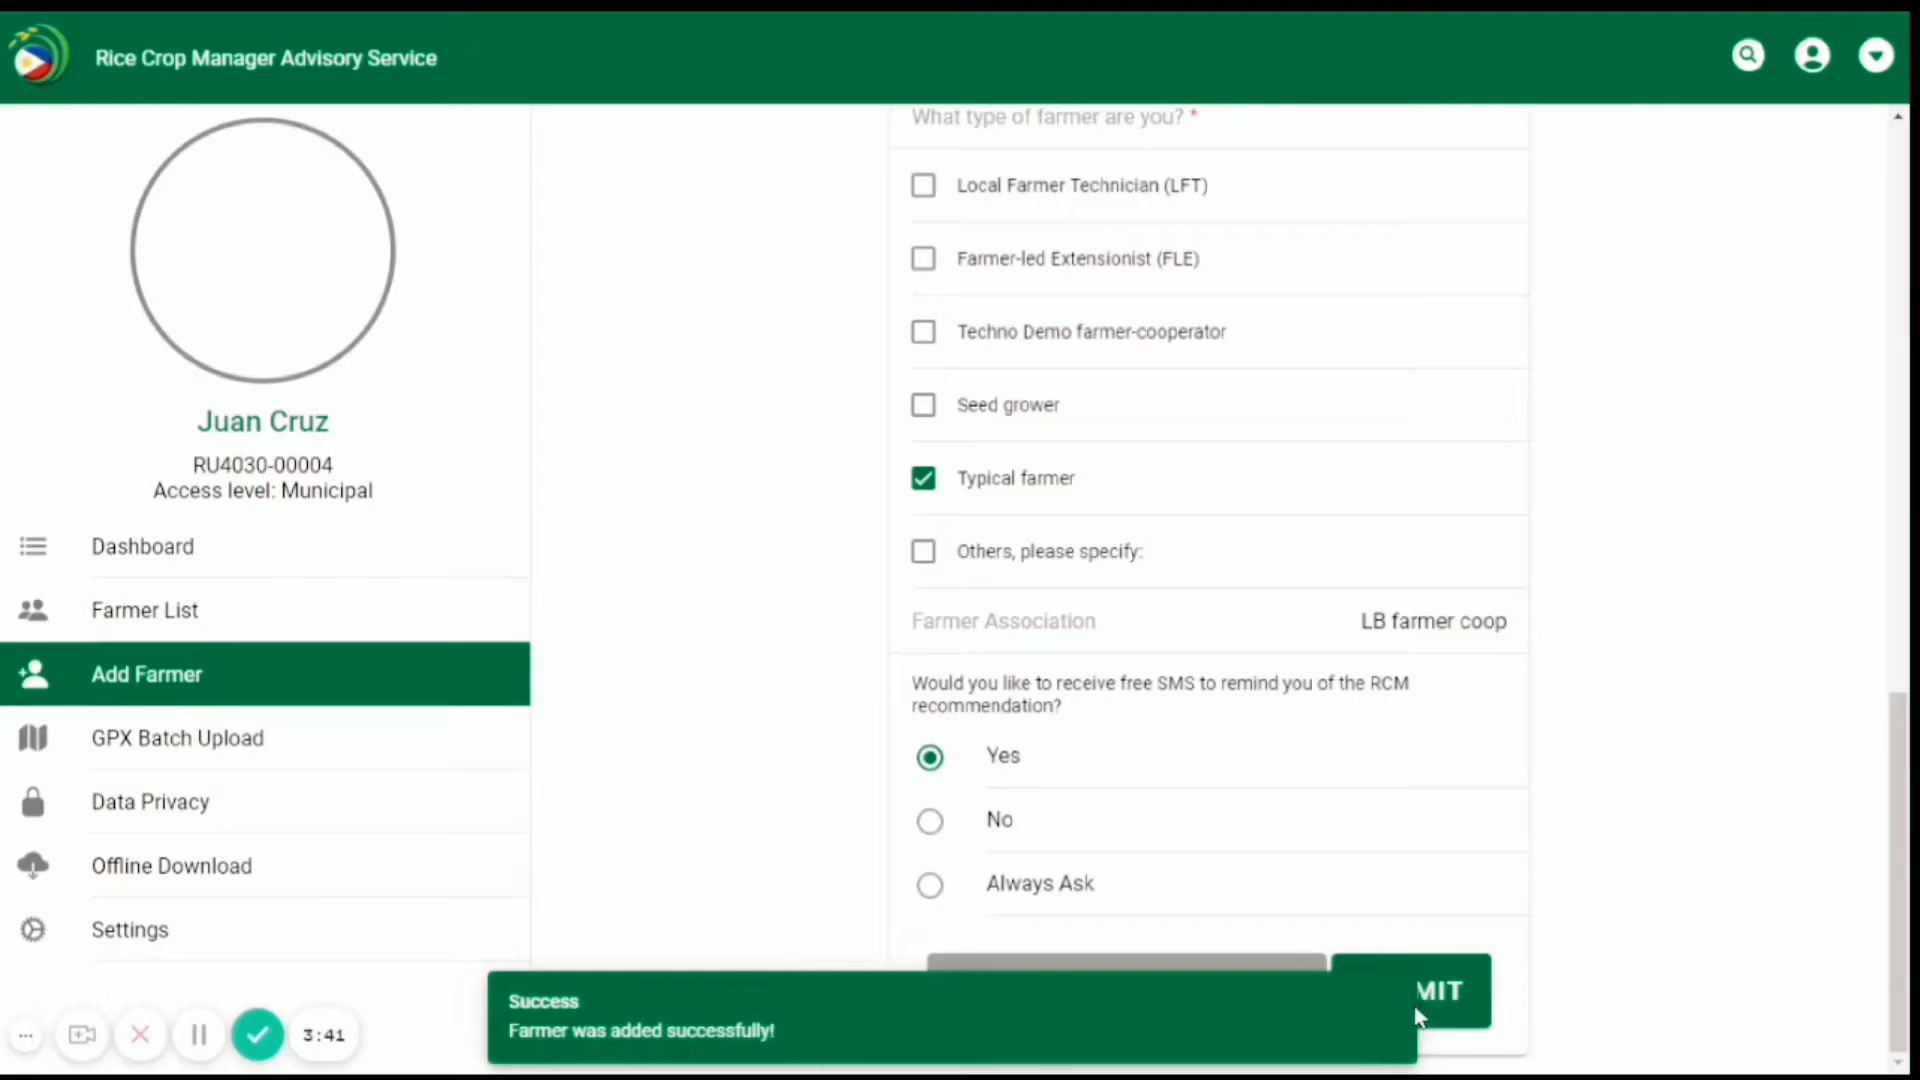 Rice Crop Manager Advisory Service
Juan Cruz
RU4030-00004
Access level: Municipal
Dashboard
Farmer List
Add Farmer
GPX Batch Upload
Data Privacy
Offline Download
Settings
What type of farmer are you? *
Local Farmer Technician (LFT)
Farmer-led Extensionist (FLE)
Techno Demo farmer-cooperator
Seed grower
Typical farmer
Others, please specify:
Farmer Association LB farmer coop
Would you like to receive free SMS to remind you of the RCM
recommendation?
Yes
No
Always Ask
MIT
Success
Farmer was added successfully!
3:41